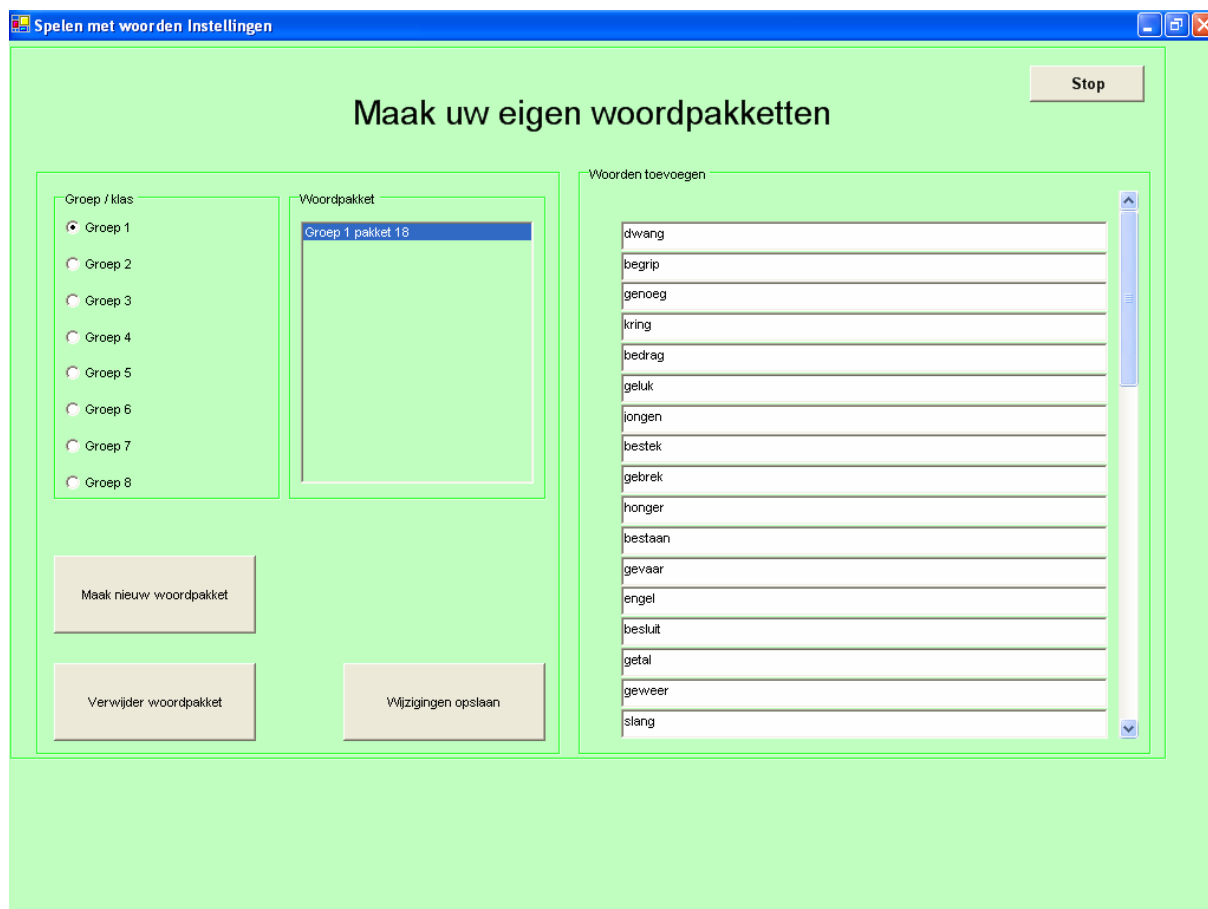 Spelen met woorden Instellingen
Stop
Maak uw eigen woordpakketten
Groep / klas
Groep 1
Groep 2
Groep 3
Groep 4
Groep 5
Groep 6
Groep 7
Groep 8
Woordpakket
Groep 1 pakket 18
Maak nieuw woordpakket
Verwijder woordpakket
Wijzigingen opslaan
Woorden toevoegen
dwang
begrip
genoeg
kring
bedrag
geluk
jongen
bestek
gebrek
honger
bestaan
gevaar
engel
besluit
getal
geweer
slang